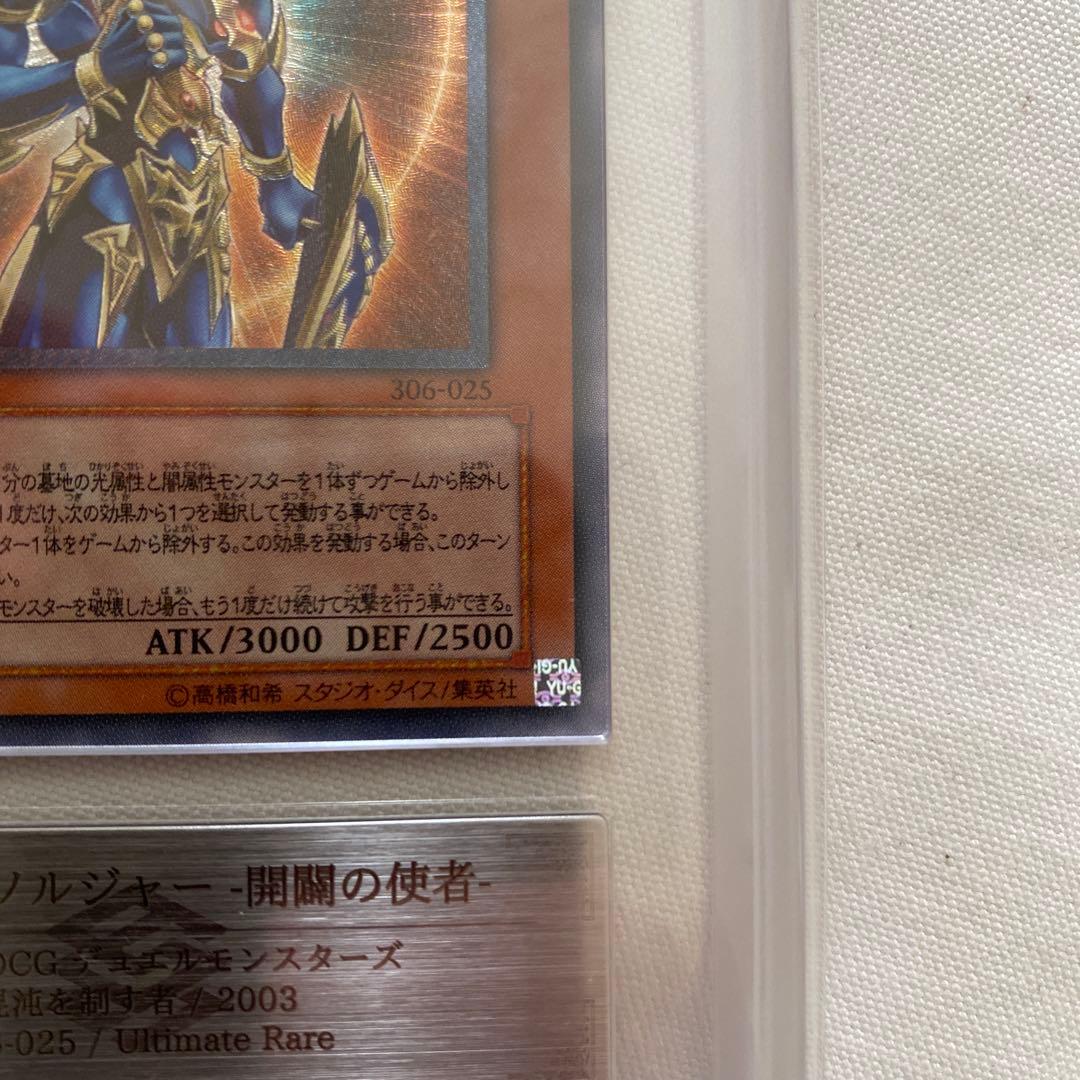 306-025
分の墓地の光属性と闇属性モンスターを1体ずつゲームから除外し
1度だけ、次の効果から1つを選択して発動する事ができる。
ター1体をゲームから除外する。この効果を発動する場合、このターン
い。
モンスターを破壊した場合、もう1度だけ続けて攻撃を行う事ができる。
ATK/3000 DEF/2500
©高橋和希 スタジオ・ダイス/集英社
YU-G
ソルジャー -開闢の使者-
OCG デュエルモンスターズ
混沌を制す者 / 2003
-025 / Ultimate Rare